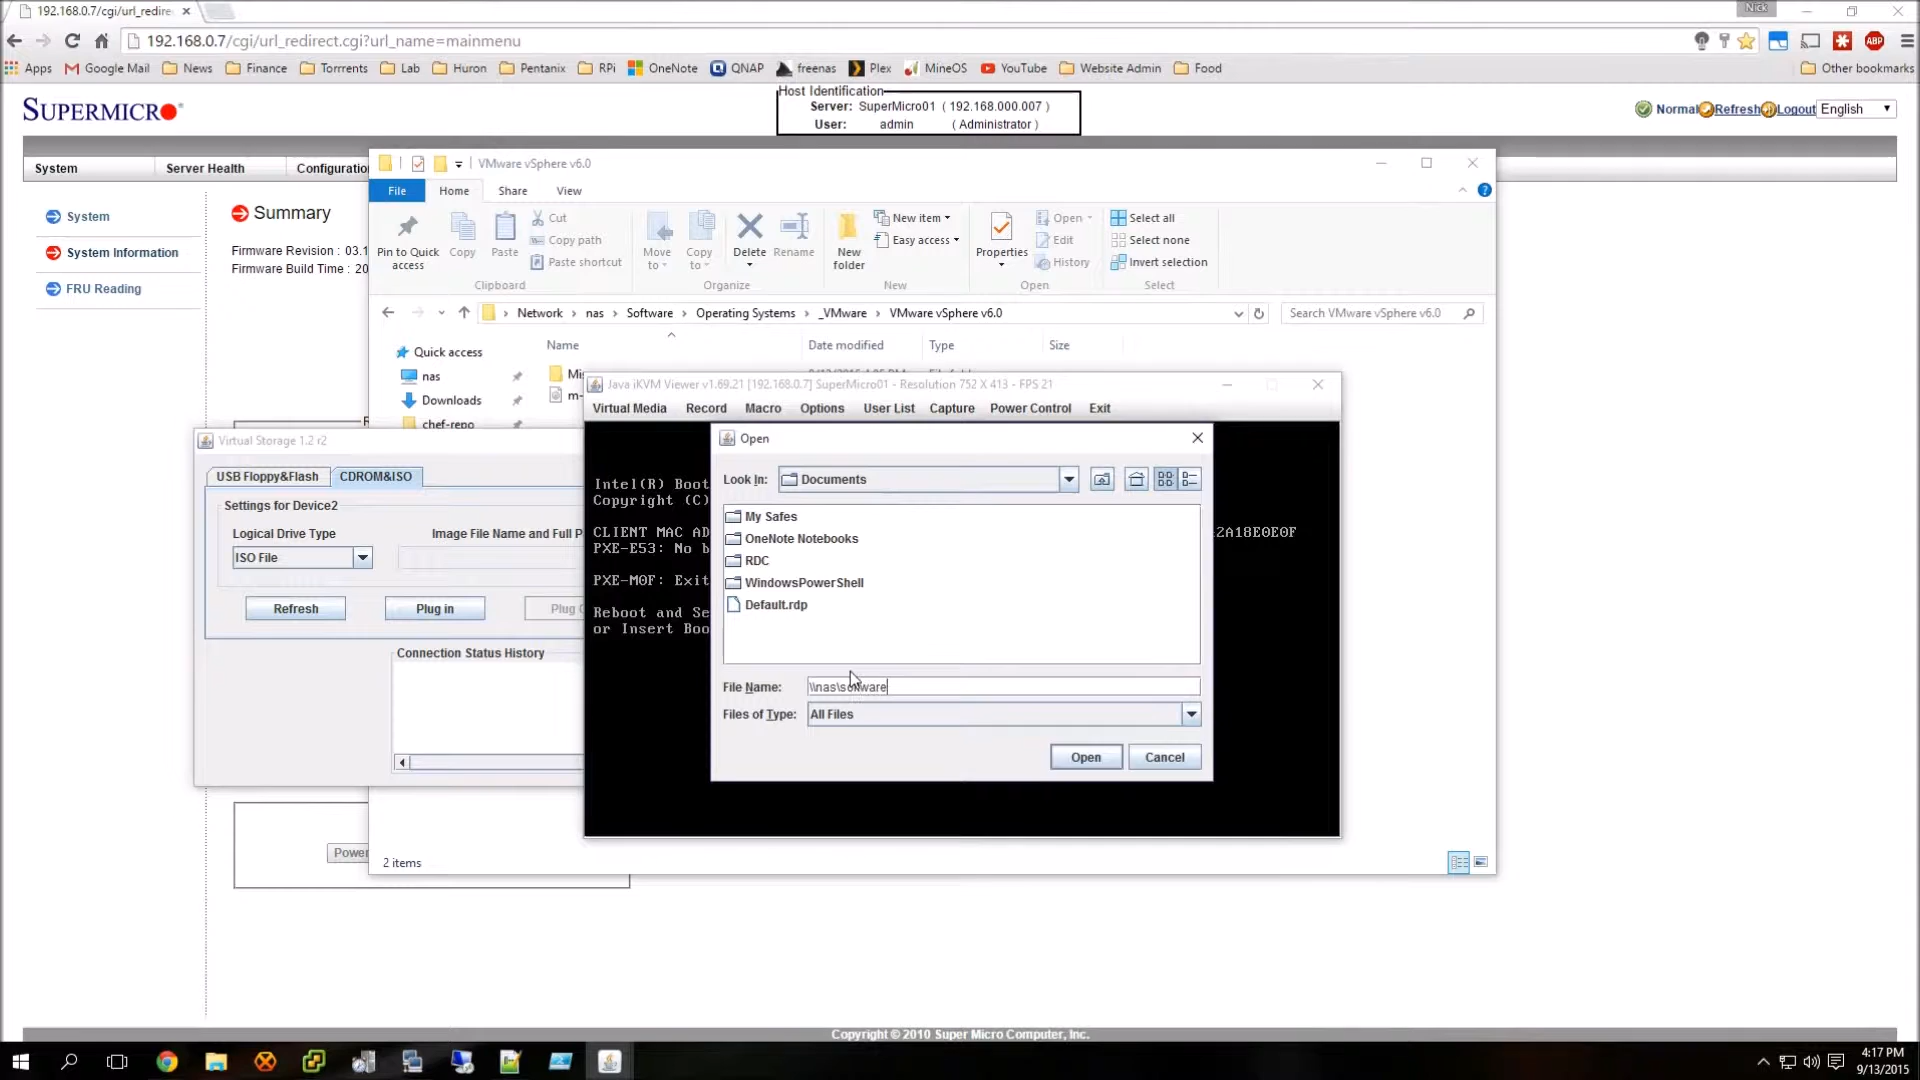 192.168.0.7/cgi/url_redire
Nick
192.168.0.7/cgi/url_redirect.cgi?url_name=mainmenu
ABP
Apps Google Mail News Finance Torrrents Lab Huron Pentanix RPi OneNote QNAP freenas Plex MineOS YouTube Website Admin Food Other bookmarks
SUPERMICRO
Host Identification
Server: SuperMicro01 ( 192.168.000.007 )
User: admin ( Administrator )
Normal Refresh Logout English
System Server Health Configuratio
System
System Information
FRU Reading
Summary
Firmware Revision : 03.1
Firmware Build Time : 20
VMware vSphere v6.0
File Home Share View
Pin to Quick access
Copy
Paste
Cut
Copy path
Paste shortcut
Clipboard
Move to
Copy to
Delete
Rename
Organize
New folder
New item
Easy access
New
Properties
Open
Edit
History
Open
Select all
Select none
Invert selection
Select
Network > nas > Software > Operating Systems > _VMware > VMware vSphere v6.0
Search VMware vSphere v6.0
Name Date modified Type Size
Quick access
nas
Downloads
chef-repo
Mi
m-
2 items
Java iKVM Viewer v1.69.21 [192.168.0.7] SuperMicro01 - Resolution 752 X 413 - FPS 21
Virtual Media Record Macro Options User List Capture Power Control Exit
Intel(R) Boot
Copyright (C)
CLIENT MAC AD 2A18E0E0F
PXE-E53: No b
PXE-M0F: Exit
Reboot and Se
or Insert Boo
Virtual Storage 1.2 r2
USB Floppy&Flash CDROM&ISO
Settings for Device2
Logical Drive Type Image File Name and Full P
ISO File
Refresh Plug in Plug
Connection Status History
Power
Open
Look In: Documents
My Safes
OneNote Notebooks
RDC
WindowsPowerShell
Default.rdp
File Name: \\nas\software
Files of Type: All Files
Open Cancel
Copyright © 2010 Super Micro Computer, Inc.
4:17 PM
9/13/2015